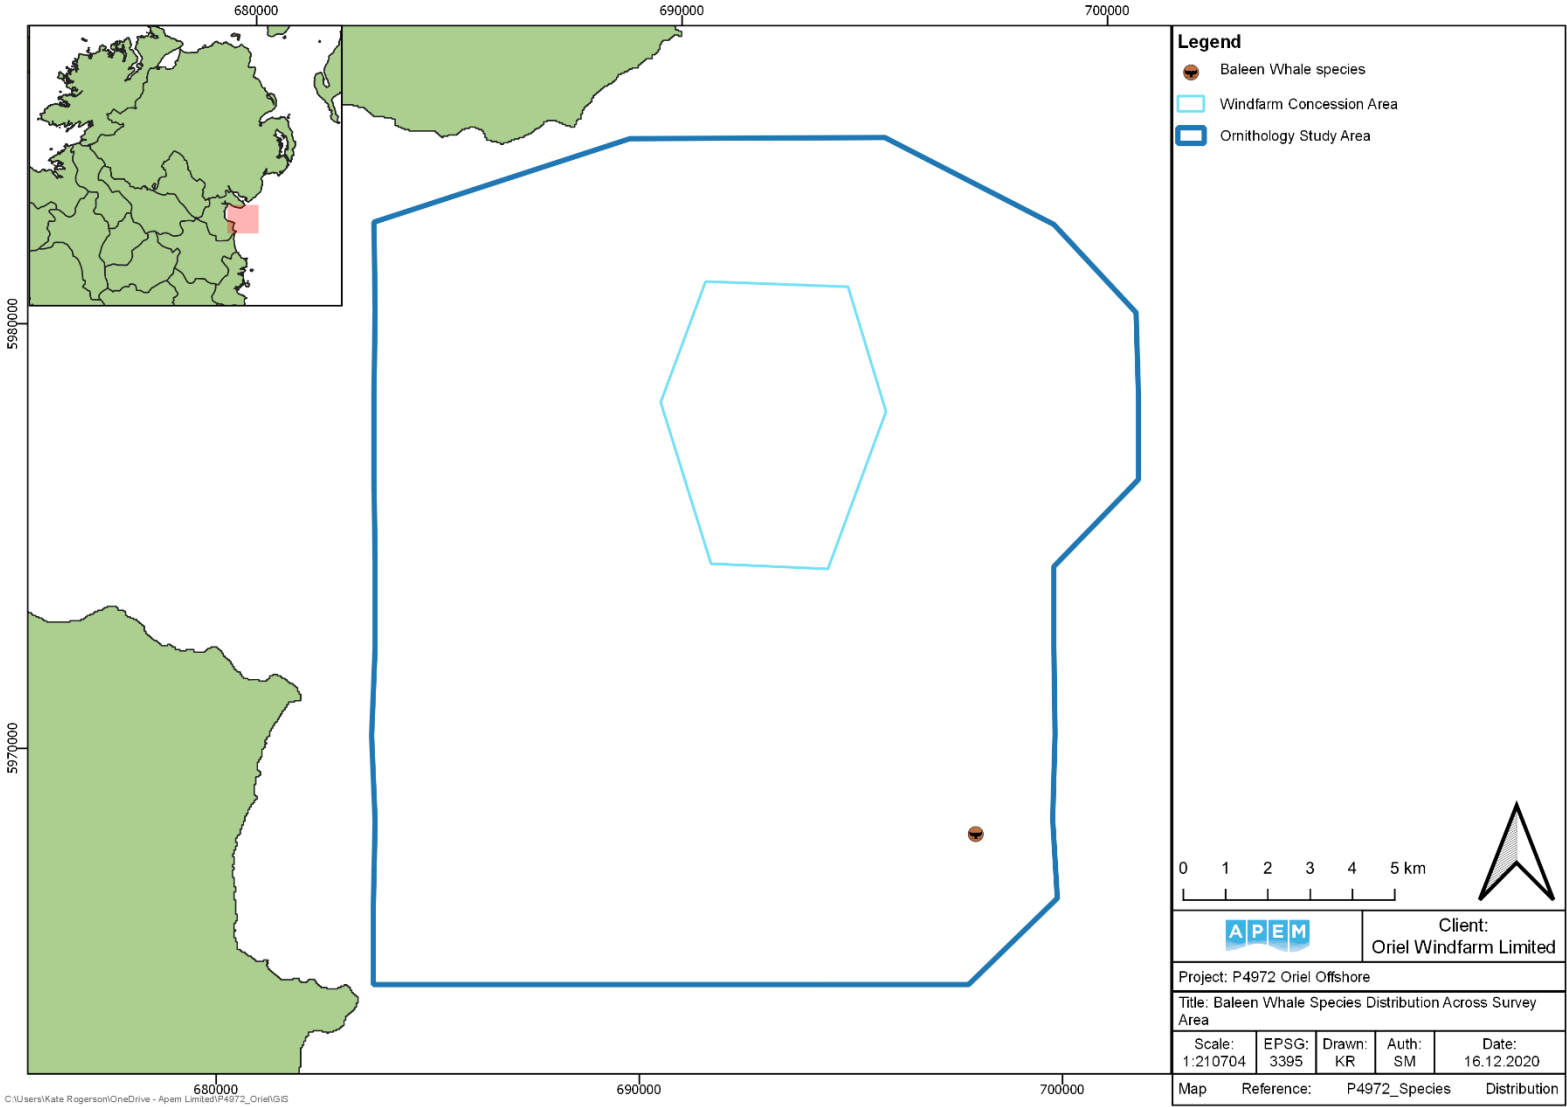 680000
690000
700000
5980000
5970000
680000
690000
700000
Legend
Baleen Whale species
Windfarm Concession Area
Ornithology Study Area
0 1 2 3 4 5 km
APEM
Client:
Oriel Windfarm Limited
Project: P4972 Oriel Offshore
Title: Baleen Whale Species Distribution Across Survey
Area
Scale:
1:210704
EPSG:
3395
Drawn:
KR
Auth:
SM
Date:
16.12.2020
Map Reference: P4972_Species Distribution
C:\Users\Kate Rogerson\OneDrive - Apem Limited\P4972_Oriel\GIS